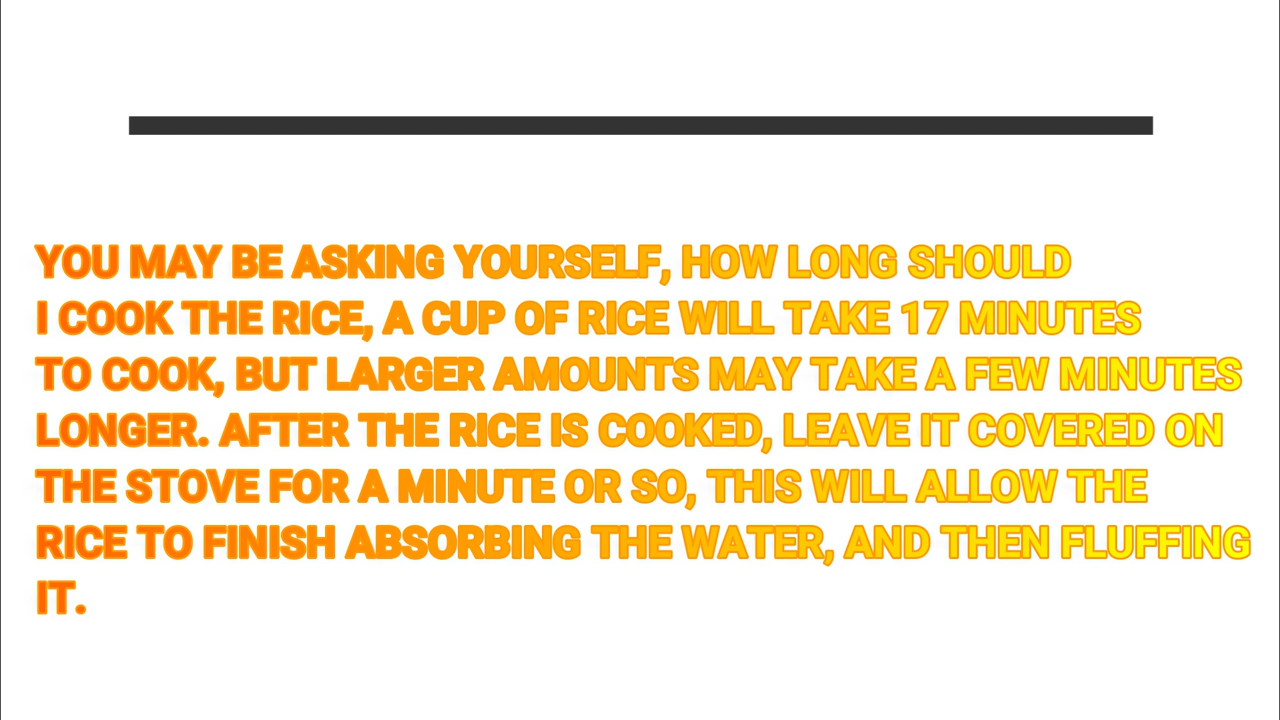 YOU MAY BE ASKING YOURSELF, HOW LONG SHOULD
I COOK THE RICE, A CUP OF RICE WILL TAKE 17 MINUTES
TO COOK, BUT LARGER AMOUNTS MAY TAKE A FEW MINUTES
LONGER. AFTER THE RICE IS COOKED, LEAVE IT COVERED ON
THE STOVE FOR A MINUTE OR SO, THIS WILL ALLOW THE
RICE TO FINISH ABSORBING THE WATER, AND THEN FLUFFING
IT.